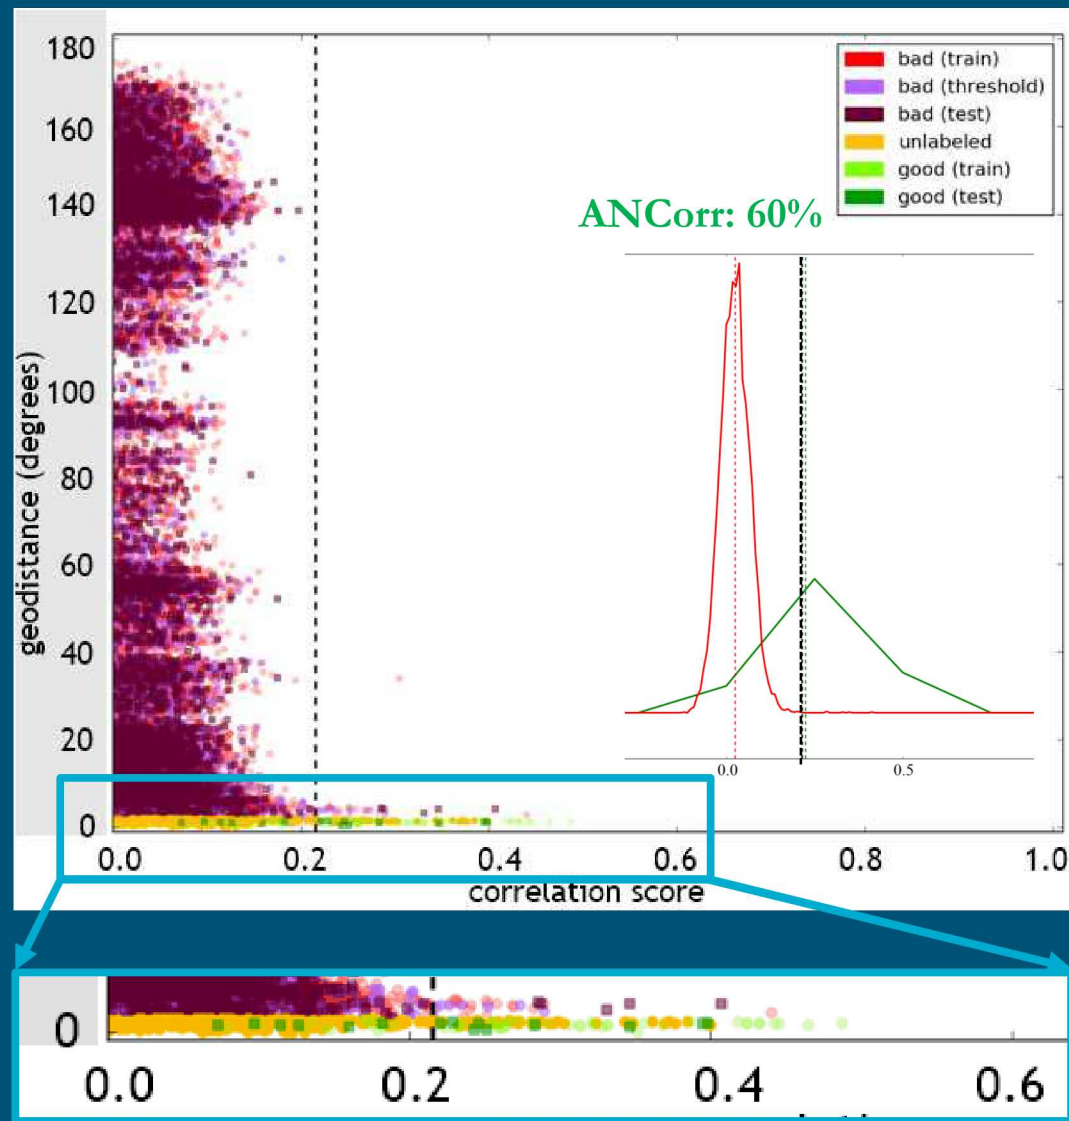 180
160
140
120
100
80
60
40
20
0
geodistance (degrees)
bad (train)
bad (threshold)
bad (test)
unlabeled
good (train)
good (test)
ANCorr: 60%
0.0 0.5
0.0 0.2 0.4 0.6 0.8 1.0
correlation score
0
0.0 0.2 0.4 0.6